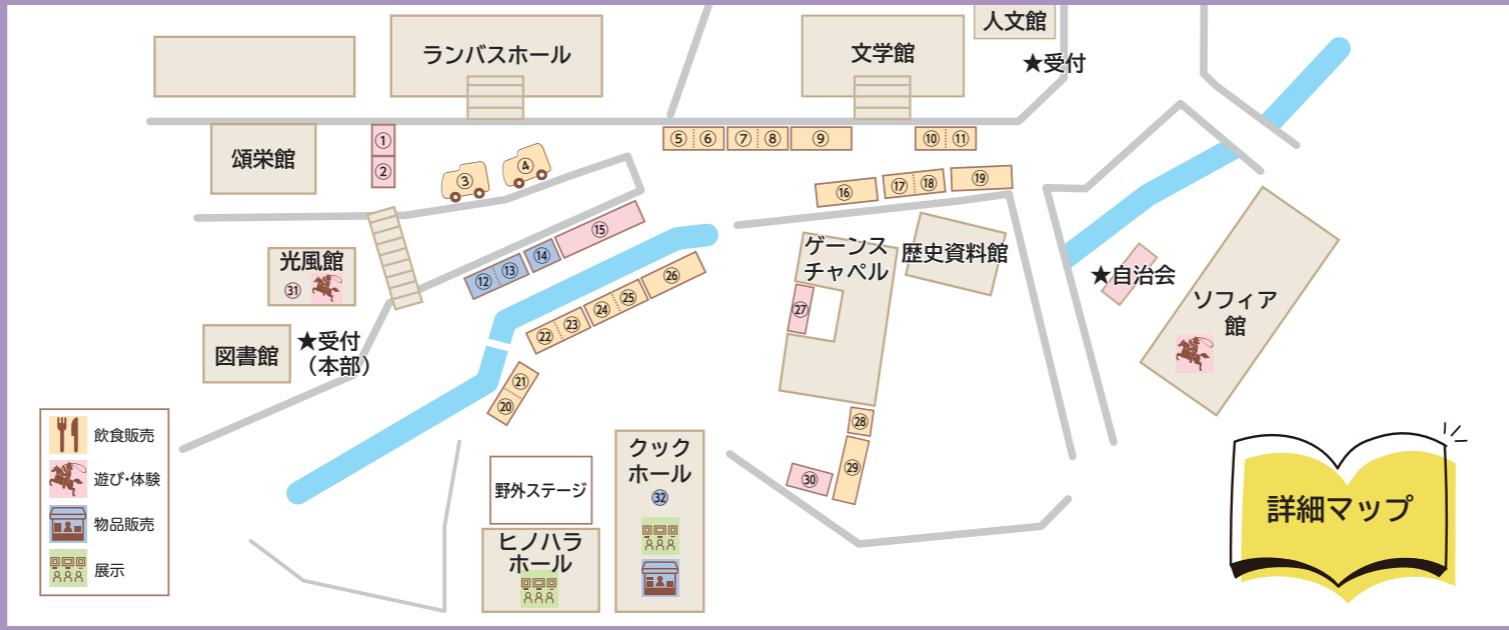 人文館
ランバスホール
文学館
★受付
頌栄館
①
②
③
④
⑤
⑥
⑦
⑧
⑨
⑩
⑪
⑯
⑰
⑱
⑲
⑮
⑭
⑬
⑫
光風館
㉛
ゲーンス
チャペル
歴史資料館
★自治会
ソフィア
館
㉖
㉕
㉔
㉓
㉒
㉗
図書館
★受付
（本部）
㉑
⑳
飲食販売
遊び・体験
物品販売
展示
㉘
㉙
㉚
クック
ホール
㉜
野外ステージ
ヒノハラ
ホール
詳細マップ